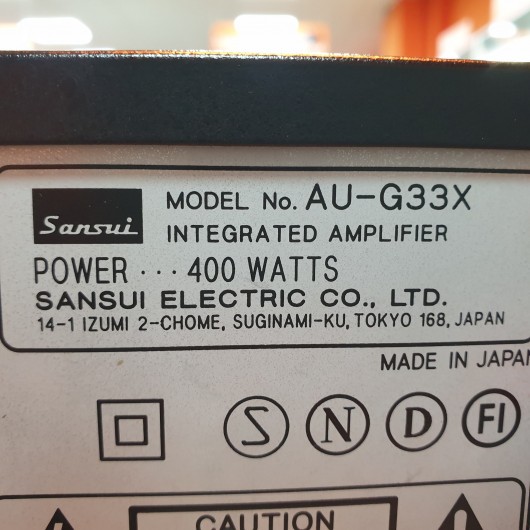 Sansui
MODEL No. AU-G33X
INTEGRATED AMPLIFIER
POWER ··· 400 WATTS
SANSUI ELECTRIC CO., LTD.
14-1 IZUMI 2-CHOME, SUGINAMI-KU, TOKYO 168, JAPAN
MADE IN JAPAN
S N D FI
CAUTION